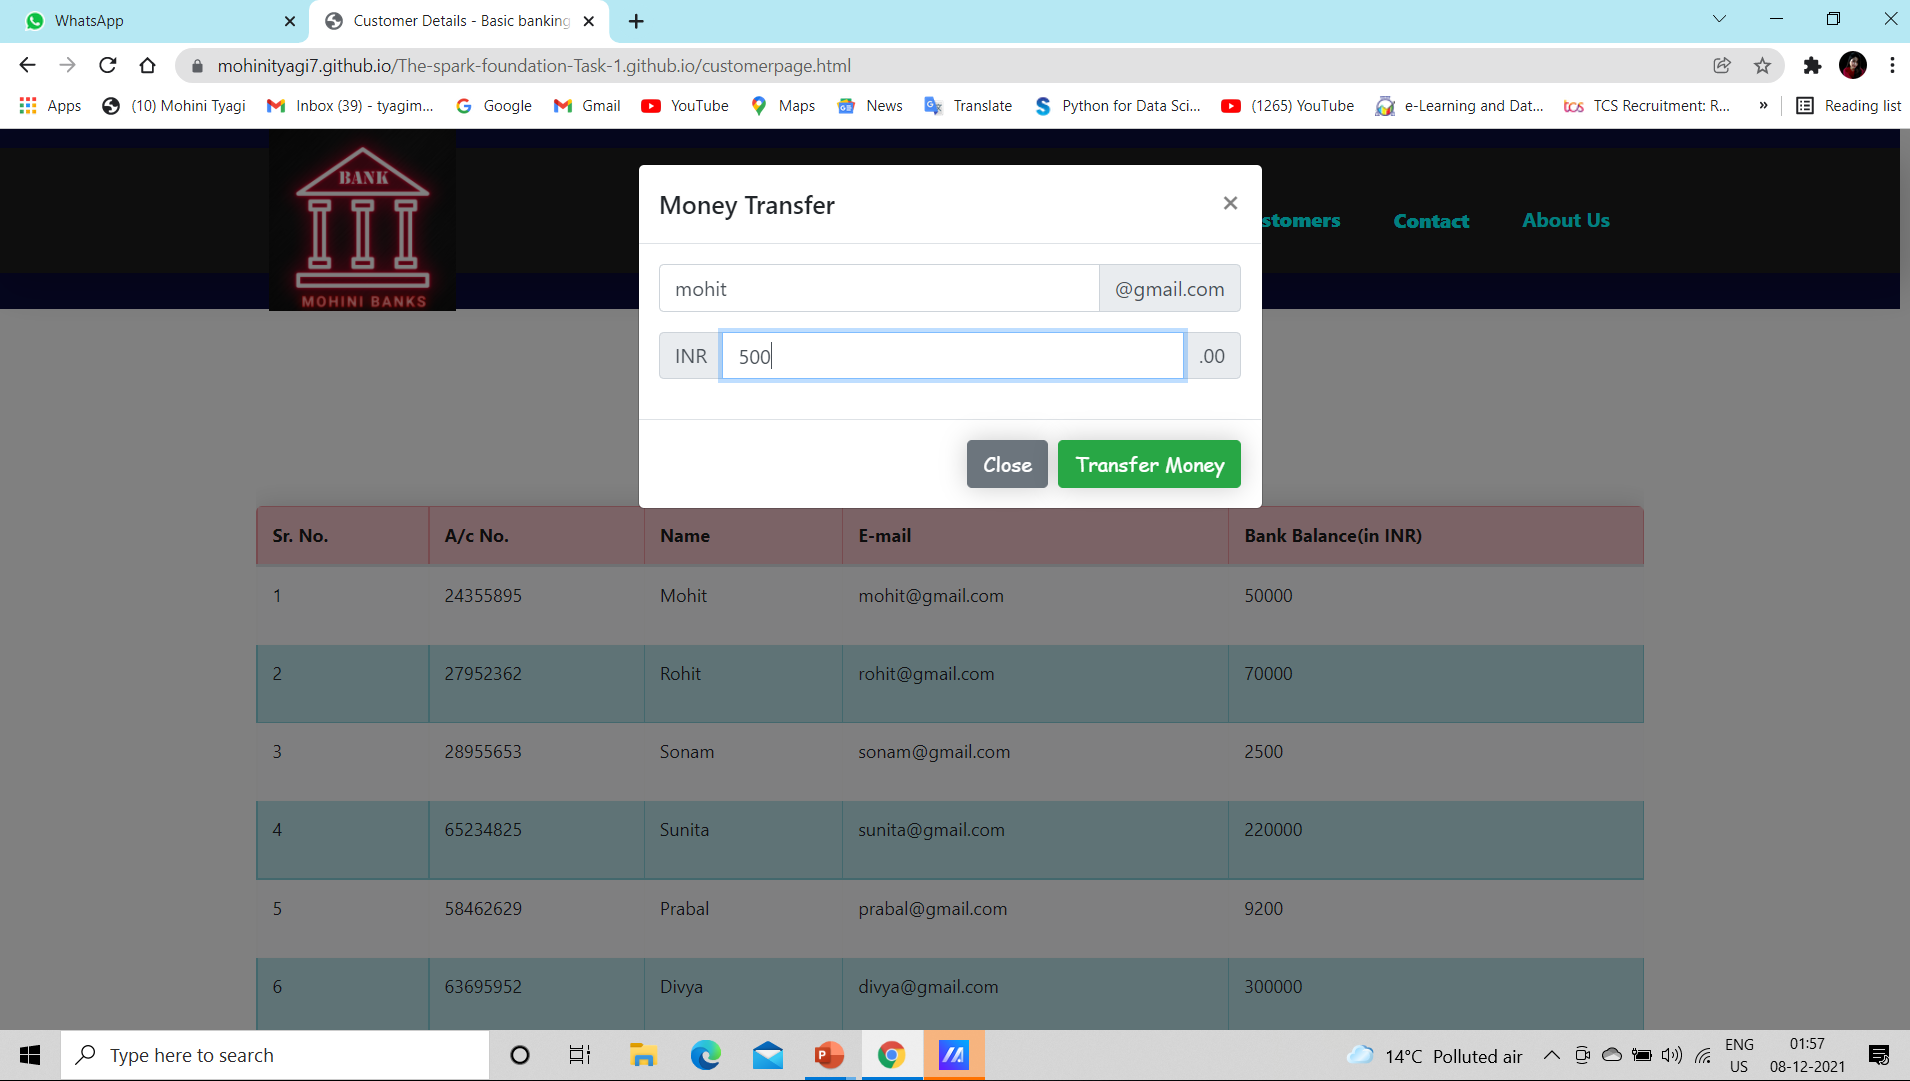 WhatsApp
Customer Details - Basic banking
mohinityagi7.github.io/The-spark-foundation-Task-1.github.io/customerpage.html
Apps (10) Mohini Tyagi Inbox (39) - tyagim... Google Gmail YouTube Maps News Translate Python for Data Sci... (1265) YouTube e-Learning and Dat... tcs TCS Recruitment: R... » Reading list
BANK
MOHINI BANKS
stomers Contact About Us
Money Transfer ×
mohit @gmail.com
INR 500 .00
Close Transfer Money
Sr. No. A/c No. Name E-mail Bank Balance(in INR)
1 24355895 Mohit mohit@gmail.com 50000
2 27952362 Rohit rohit@gmail.com 70000
3 28955653 Sonam sonam@gmail.com 2500
4 65234825 Sunita sunita@gmail.com 220000
5 58462629 Prabal prabal@gmail.com 9200
6 63695952 Divya divya@gmail.com 300000
Type here to search
14°C Polluted air
ENG
US
01:57
08-12-2021